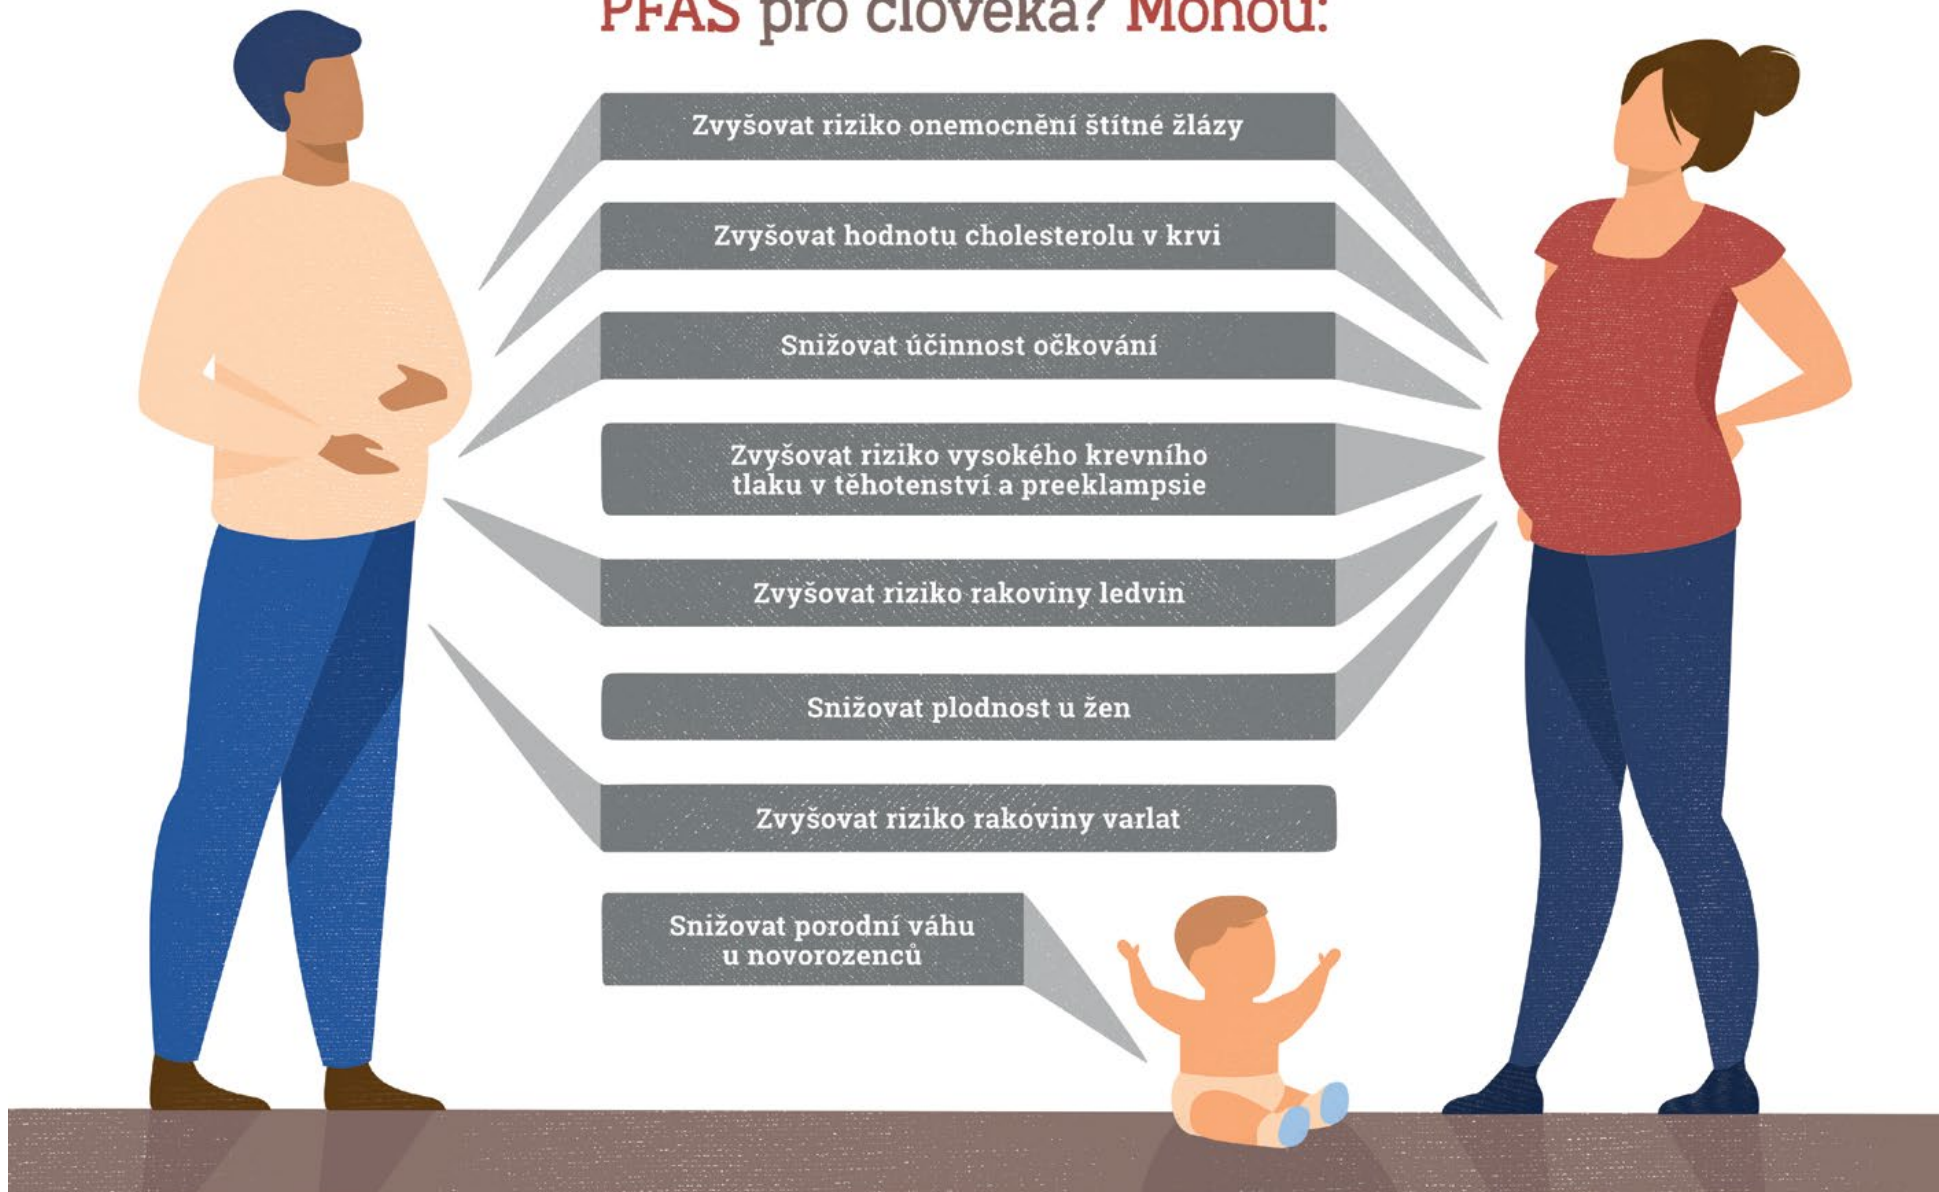 PFAS pro člověka? Mohou:
Zvyšovat riziko onemocnění štítné žlázy
Zvyšovat hodnotu cholesterolu v krvi
Snižovat účinnost očkování
Zvyšovat riziko vysokého krevního
tlaku v těhotenství a preeklampsie
Zvyšovat riziko rakoviny ledvin
Snižovat plodnost u žen
Zvyšovat riziko rakoviny varlat
Snižovat porodní váhu
u novorozenců